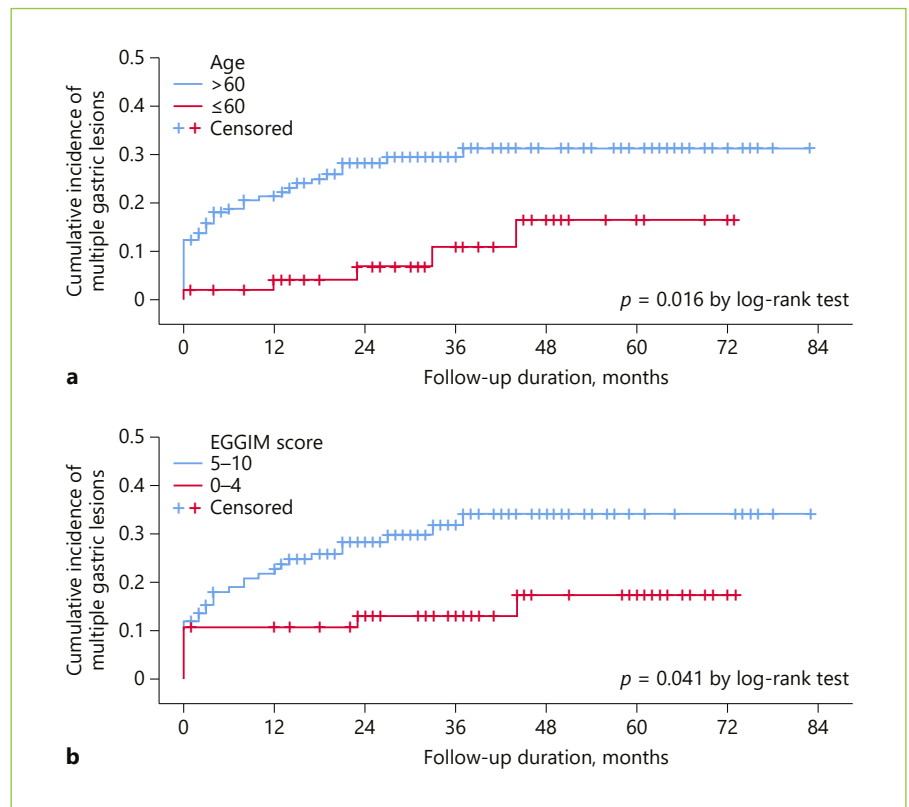 0.5
0.4
0.3
0.2
0.1
0
Cumulative incidence of
multiple gastric lesions
Age
>60
≤60
Censored
p = 0.016 by log-rank test
0 12 24 36 48 60 72 84
Follow-up duration, months
a
0.5
0.4
0.3
0.2
0.1
0
Cumulative incidence of
multiple gastric lesions
EGGIM score
5–10
0–4
Censored
p = 0.041 by log-rank test
0 12 24 36 48 60 72 84
Follow-up duration, months
b